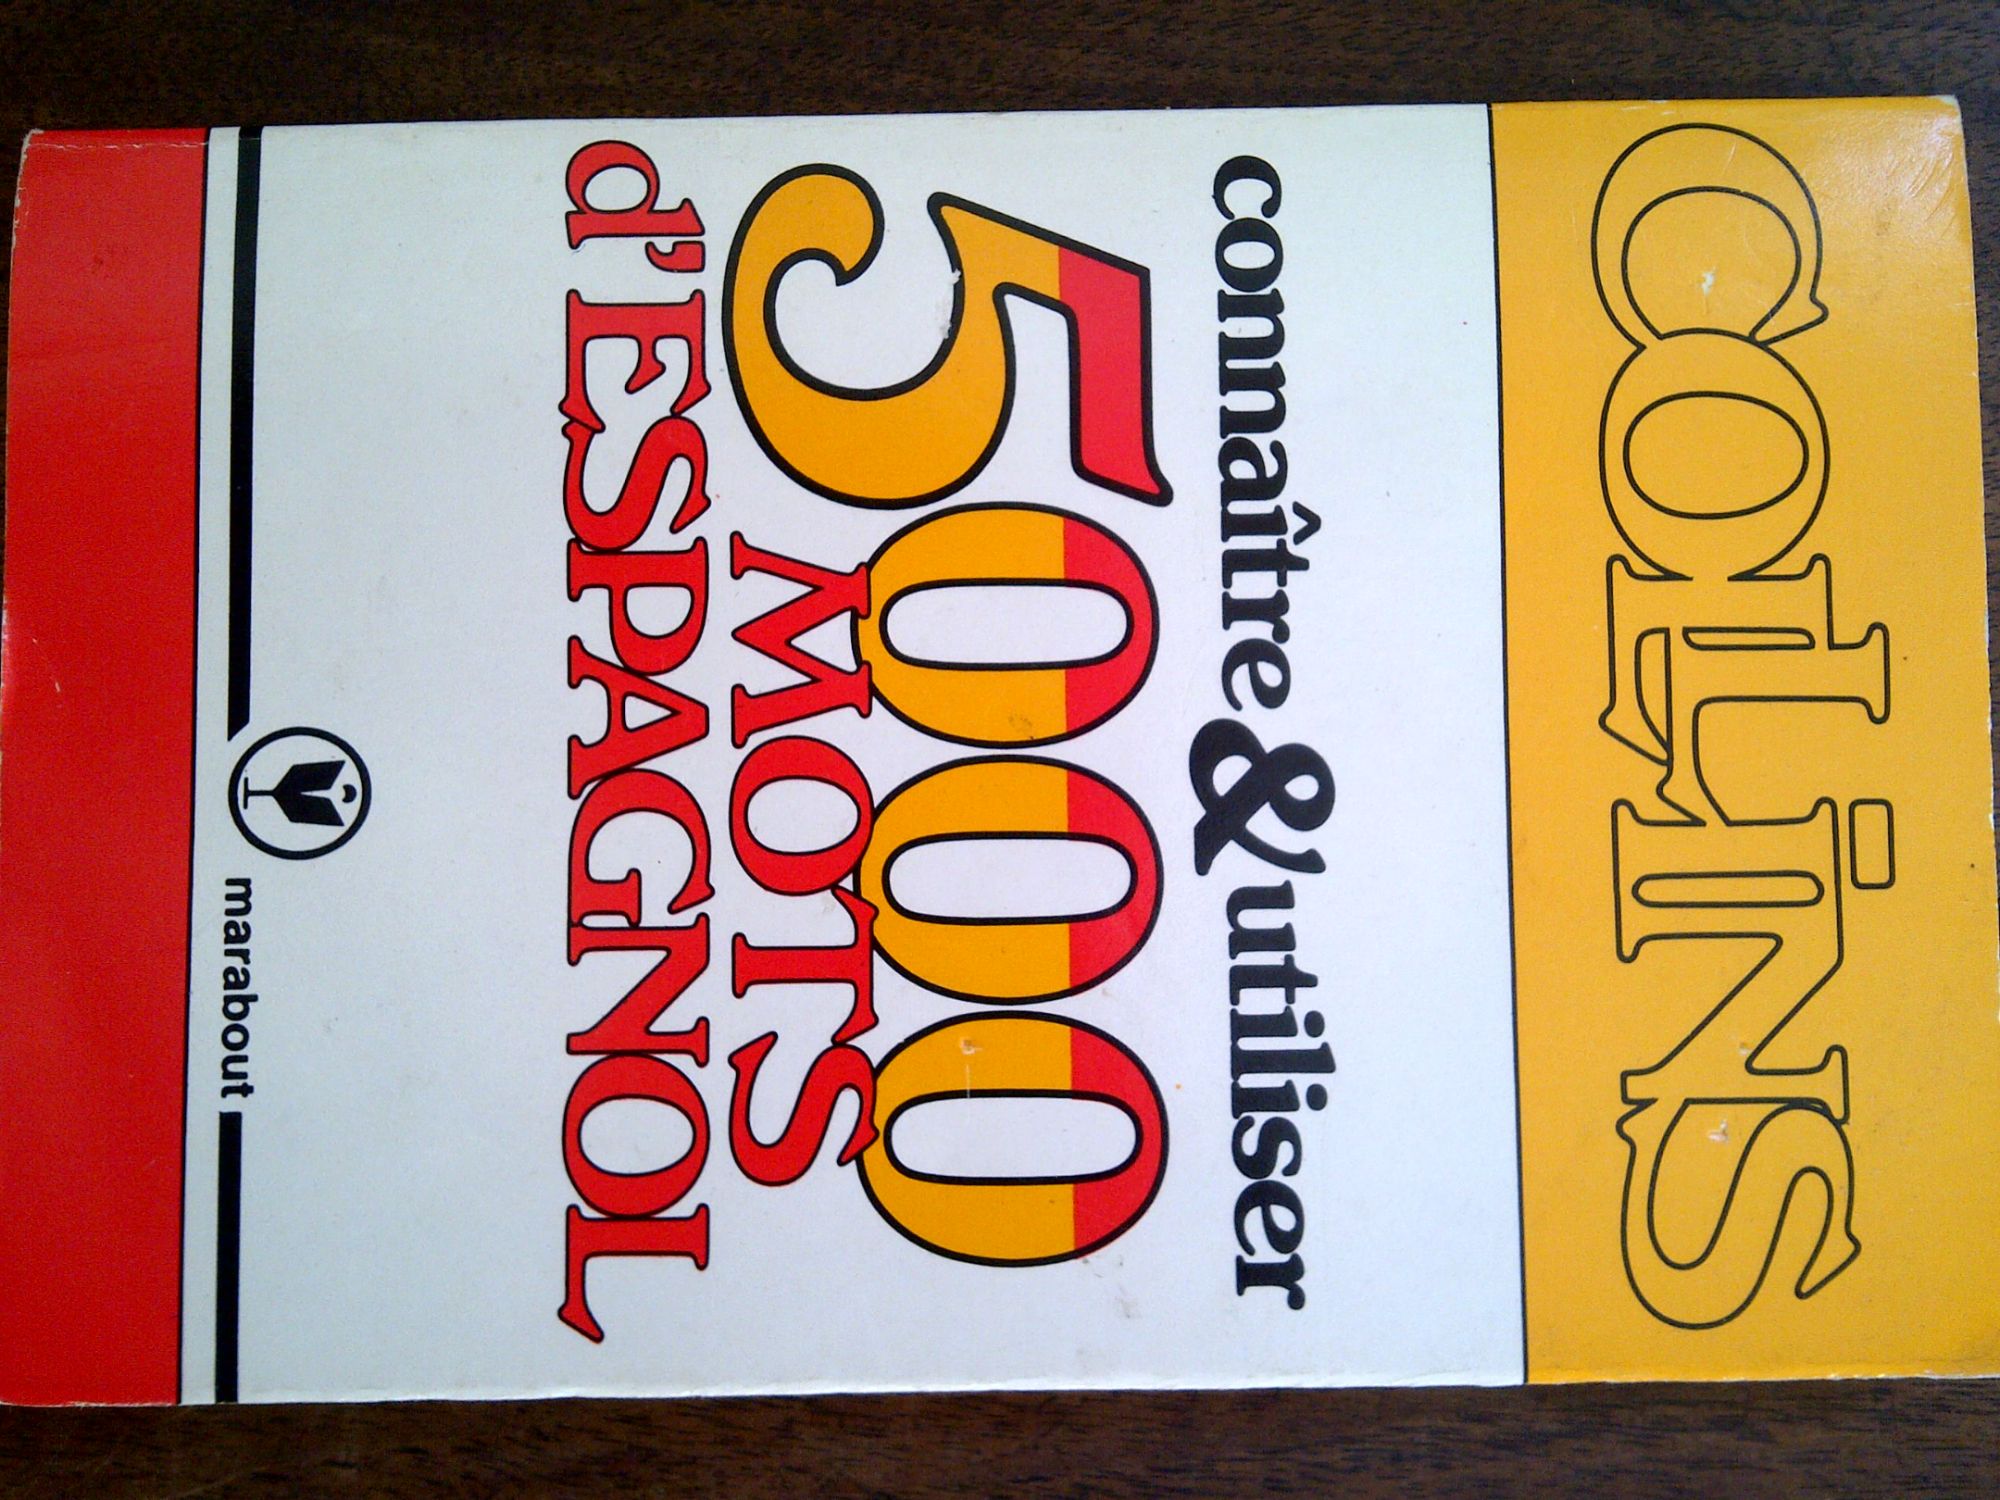 COLLINS
connaître & utiliser
5000
MOTS
d'ESPAGNOL
marabout